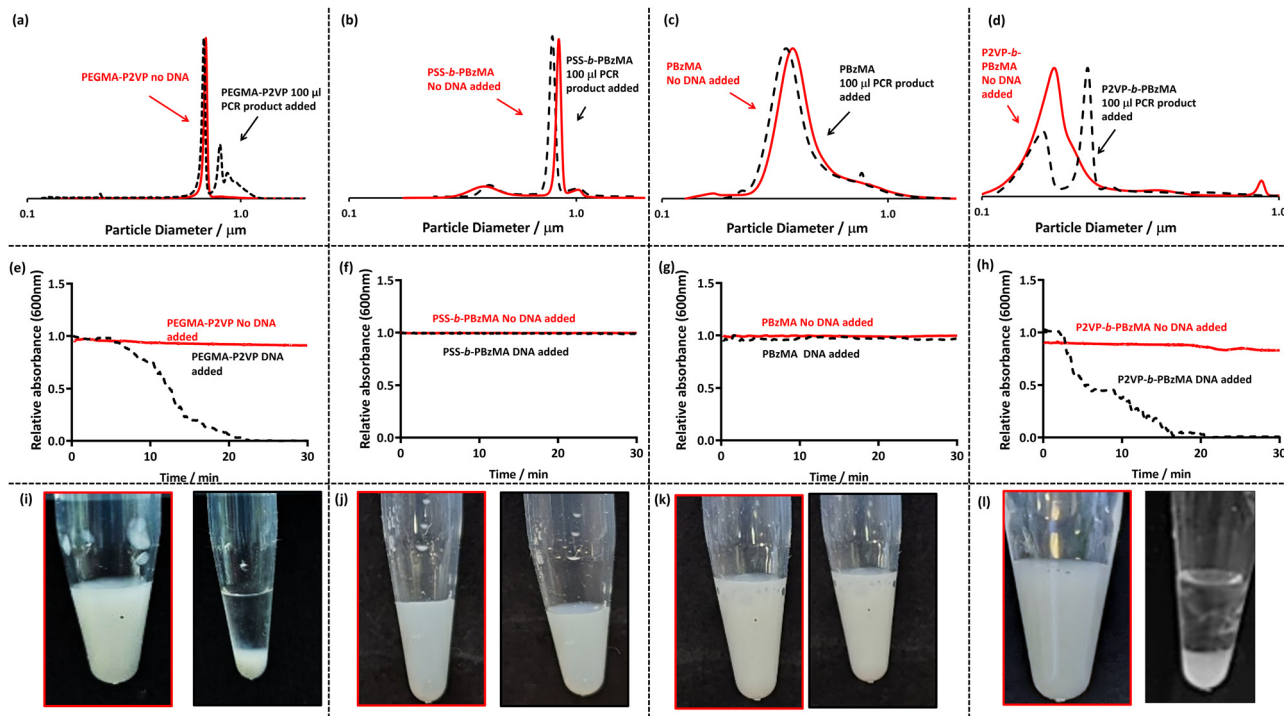 (a)
PEGMA-P2VP no DNA
PEGMA-P2VP 100 µl
PCR product added
0.1
1.0
Particle Diameter / µm
(b)
PSS-b-PBzMA
No DNA added
PSS-b-PBzMA
100 µl PCR
product added
0.1
1.0
Particle Diameter / µm
(c)
PBzMA
No DNA added
PBzMA
100 µl PCR product
added
0.1
1.0
Particle Diameter / µm
(d)
P2VP-b-
PBzMA
No DNA
added
P2VP-b-PBzMA
100 µl PCR product
added
0.1
1.0
Particle Diameter / µm
(e)
Relative absorbance (600nm)
1.5
1.0
0.5
0.0
PEGMA-P2VP No DNA
added
PEGMA-P2VP DNA
added
0
10
20
30
Time / min
(f)
Relative absorbance (600nm)
1.5
1.0
0.5
0.0
PSS-b-PBzMA No DNA added
PSS-b-PBzMA DNA added
0
10
20
30
Time / min
(g)
Relative absorbance (600nm)
1.5
1.0
0.5
0.0
PBzMA No DNA added
PBzMA DNA added
0
10
20
30
Time / min
(h)
Relative absorbance (600nm)
1.5
1.0
0.5
0.0
P2VP-b-PBzMA No DNA added
P2VP-b-PBzMA DNA added
0
10
20
30
Time / min
(i)
(j)
(k)
(l)